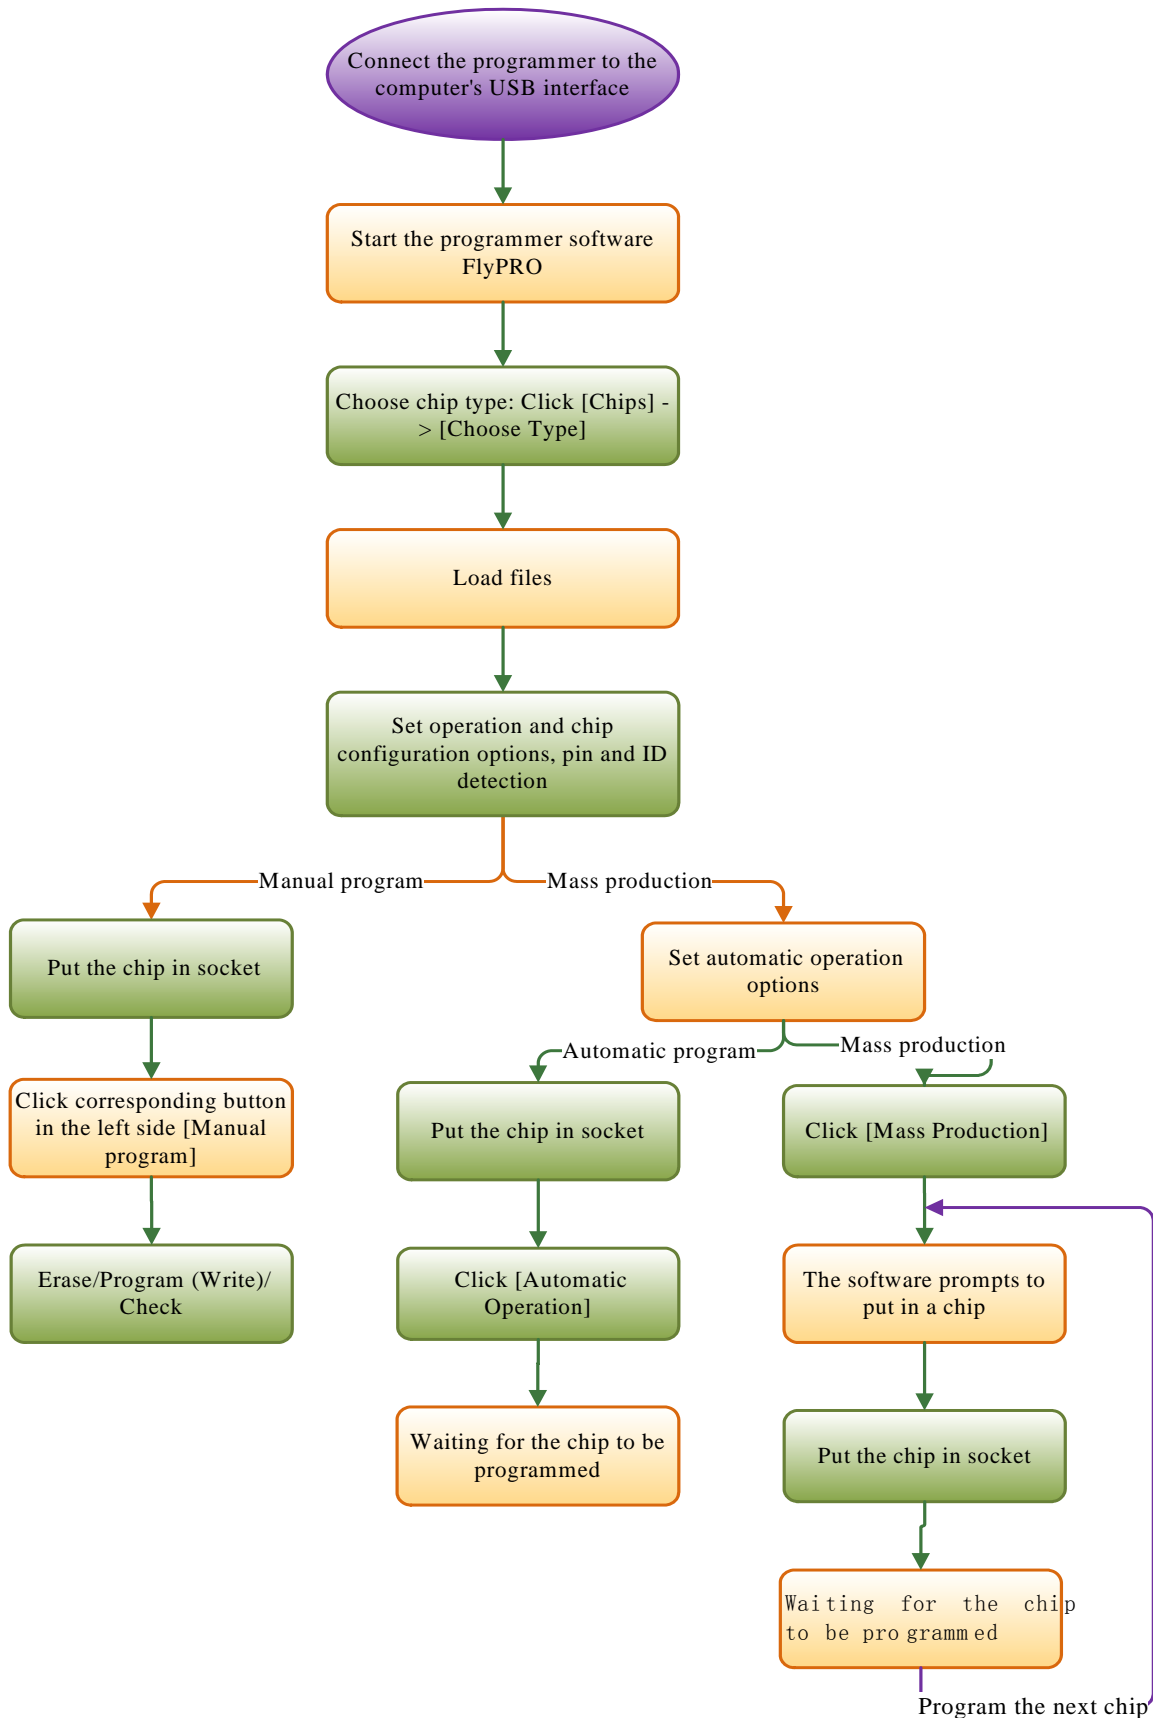 Connect the programmer to the
computer's USB interface
Start the programmer software
FlyPRO
Choose chip type: Click [Chips] -
> [Choose Type]
Load files
Set operation and chip
configuration options, pin and ID
detection
Manual program
Mass production
Put the chip in socket
Click corresponding button
in the left side [Manual
program]
Erase/Program (Write)/
Check
Set automatic operation
options
Automatic program
Mass production
Put the chip in socket
Click [Automatic
Operation]
Waiting for the chip to be
programmed
Click [Mass Production]
The software prompts to
put in a chip
Put the chip in socket
Waiting for the chip
to be programmed
Program the next chip